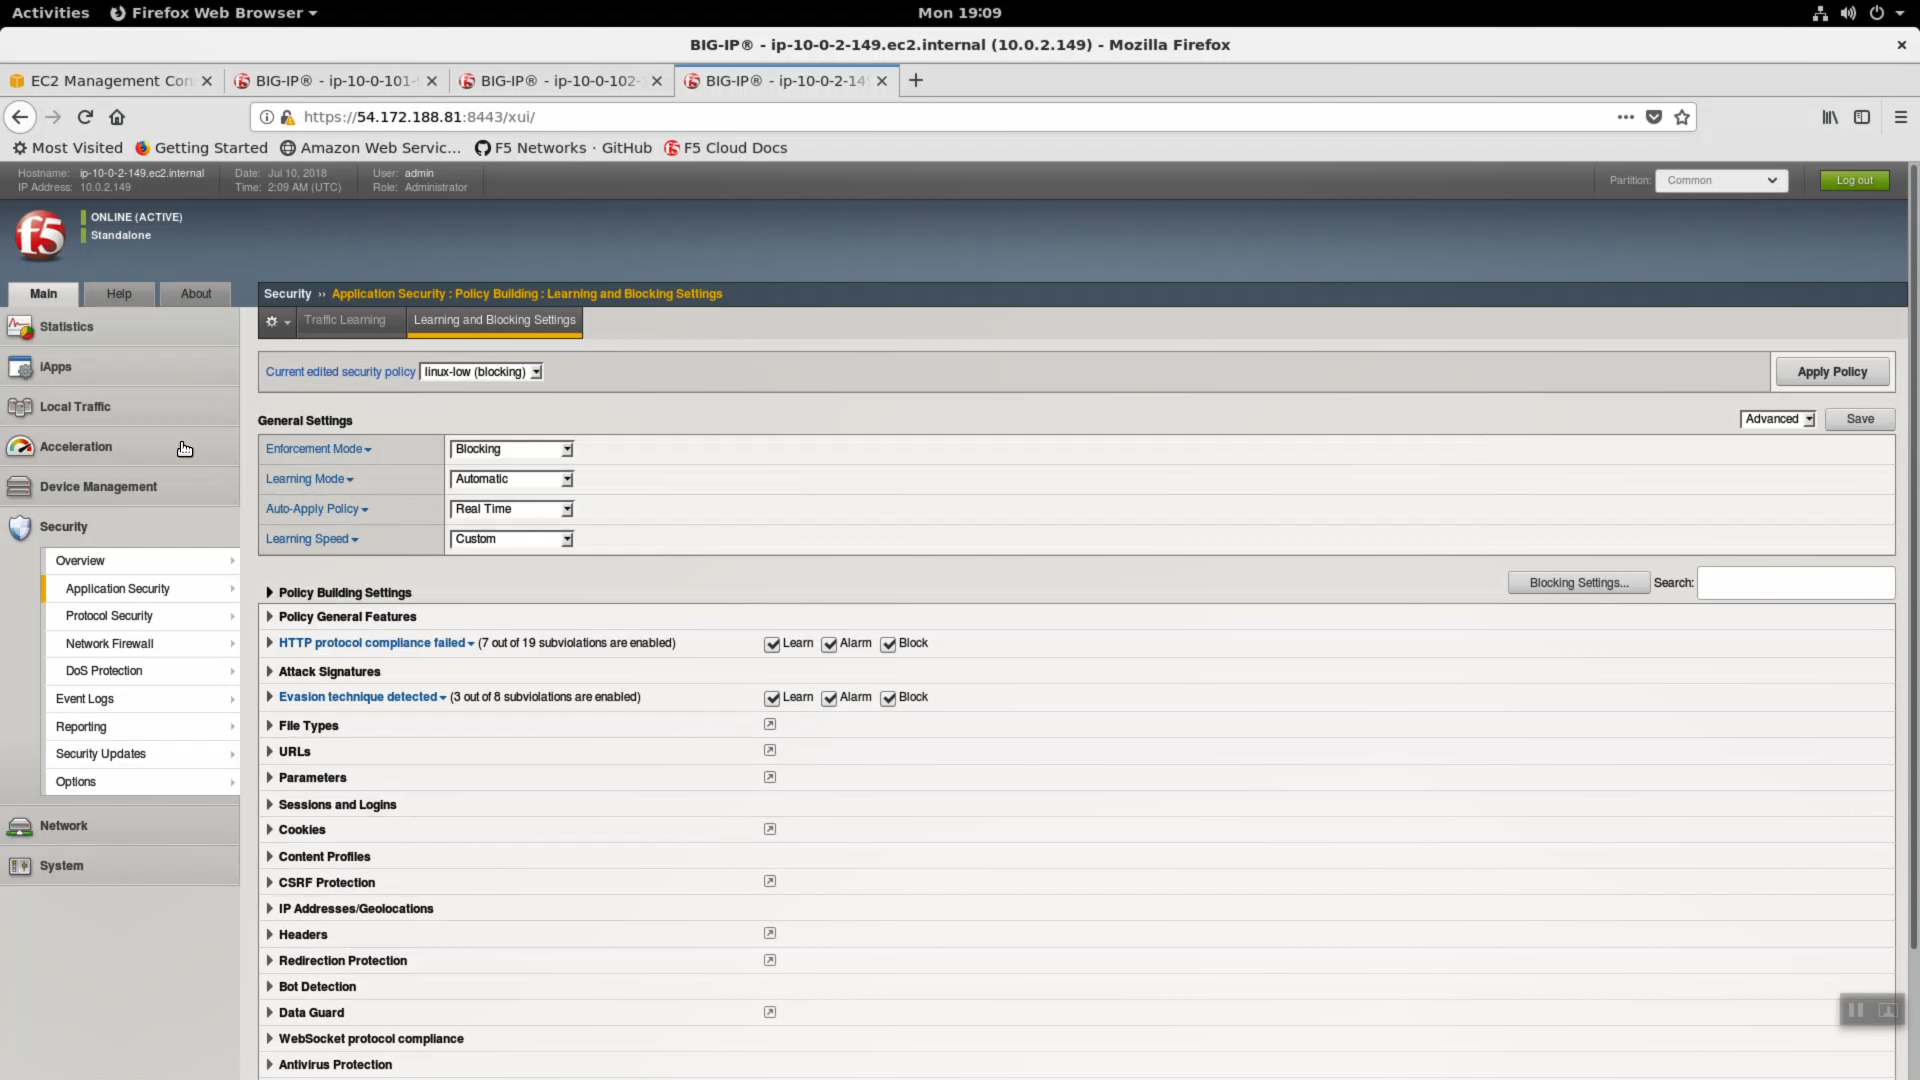 Activities Firefox Web Browser Mon 19:09
BIG-IP® - ip-10-0-2-149.ec2.internal (10.0.2.149) - Mozilla Firefox
EC2 Management Con BIG-IP® - ip-10-0-101- BIG-IP® - ip-10-0-102- BIG-IP® - ip-10-0-2-149
https://54.172.188.81:8443/xui/
Most Visited Getting Started Amazon Web Servic... F5 Networks · GitHub F5 Cloud Docs
Hostname: ip-10-0-2-149.ec2.internal Date: Jul 10, 2018 User: admin
IP Address: 10.0.2.149 Time: 2:09 AM (UTC) Role: Administrator
Partition: Common Log out
f5
ONLINE (ACTIVE)
Standalone
Main Help About
Security ›› Application Security : Policy Building : Learning and Blocking Settings
Traffic Learning Learning and Blocking Settings
Statistics
iApps
Local Traffic
Acceleration
Device Management
Security
Overview
Application Security
Protocol Security
Network Firewall
DoS Protection
Event Logs
Reporting
Security Updates
Options
Network
System
Current edited security policy linux-low (blocking) Apply Policy
General Settings Advanced Save
Enforcement Mode Blocking
Learning Mode Automatic
Auto-Apply Policy Real Time
Learning Speed Custom
Policy Building Settings Blocking Settings... Search:
Policy General Features
HTTP protocol compliance failed (7 out of 19 subviolations are enabled) Learn Alarm Block
Attack Signatures
Evasion technique detected (3 out of 8 subviolations are enabled) Learn Alarm Block
File Types
URLs
Parameters
Sessions and Logins
Cookies
Content Profiles
CSRF Protection
IP Addresses/Geolocations
Headers
Redirection Protection
Bot Detection
Data Guard
WebSocket protocol compliance
Antivirus Protection